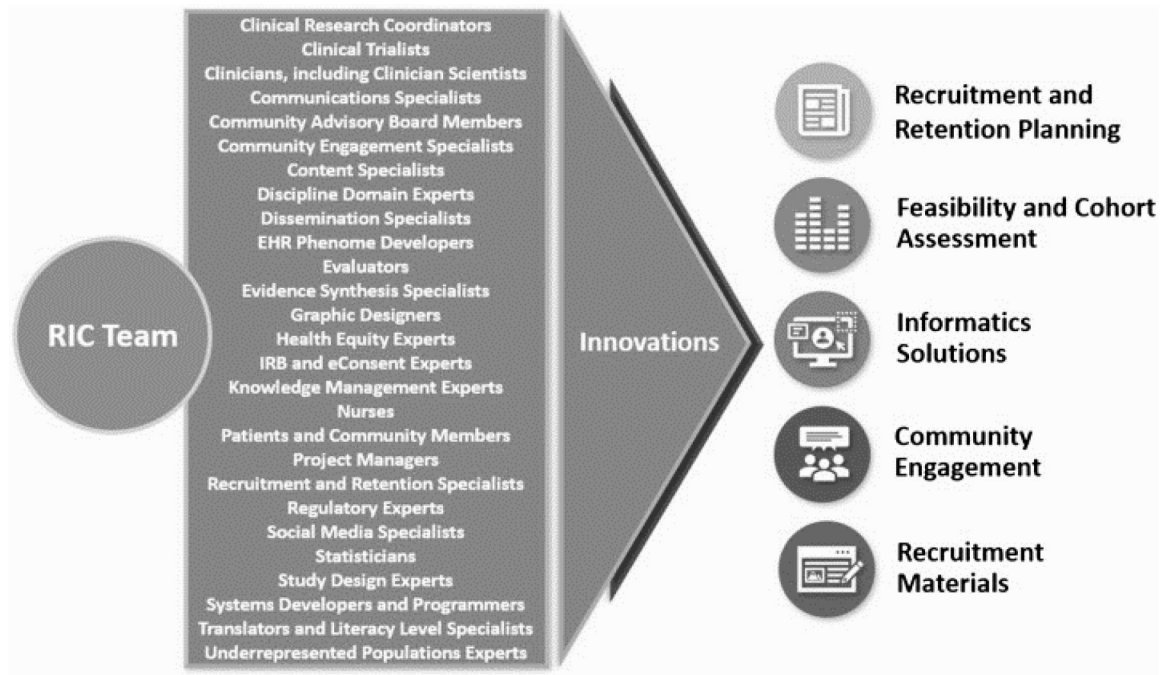 RIC Team
Clinical Research Coordinators
Clinical Trialists
Clinicians, including Clinician Scientists
Communications Specialists
Community Advisory Board Members
Community Engagement Specialists
Content Specialists
Discipline Domain Experts
Dissemination Specialists
EHR Phenome Developers
Evaluators
Evidence Synthesis Specialists
Graphic Designers
Health Equity Experts
IRB and eConsent Experts
Knowledge Management Experts
Nurses
Patients and Community Members
Project Managers
Recruitment and Retention Specialists
Regulatory Experts
Social Media Specialists
Statisticians
Study Design Experts
Systems Developers and Programmers
Translators and Literacy Level Specialists
Underrepresented Populations Experts
Innovations
Recruitment and
Retention Planning
Feasibility and Cohort
Assessment
Informatics
Solutions
Community
Engagement
Recruitment
Materials